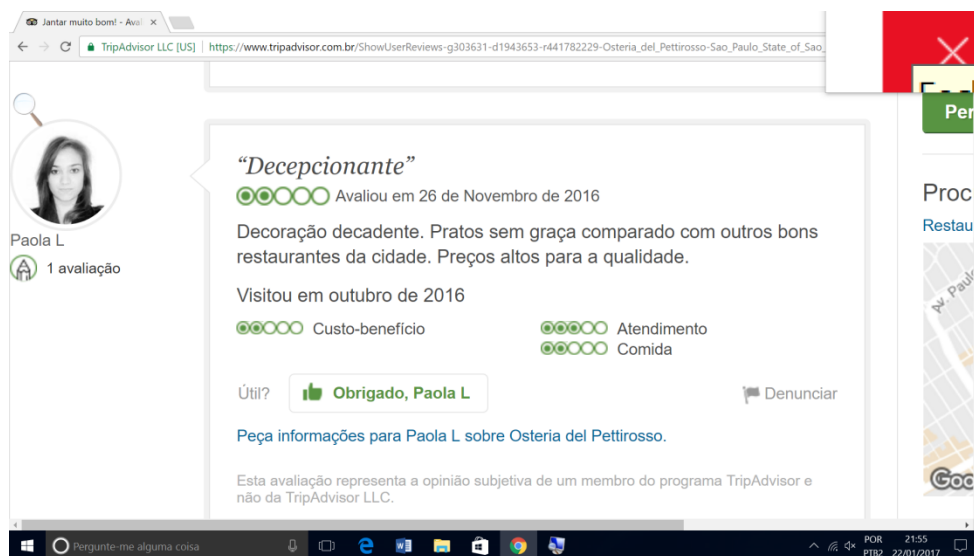 Jantar muito bom! - Aval
TripAdvisor LLC [US] https://www.tripadvisor.com.br/ShowUserReviews-g303631-d1943653-r441782229-Osteria_del_Pettirosso-Sao_Paulo_State_of_Sao_
Per
“Decepcionante”
Avaliou em 26 de Novembro de 2016
Proc
Restau
Decoração decadente. Pratos sem graça comparado com outros bons
restaurantes da cidade. Preços altos para a qualidade.
Paola L
1 avaliação
Visitou em outubro de 2016
Av. Paul
Custo-benefício Atendimento
Comida
Útil? Obrigado, Paola L Denunciar
Peça informações para Paola L sobre Osteria del Pettirosso.
Esta avaliação representa a opinião subjetiva de um membro do programa TripAdvisor e
não da TripAdvisor LLC.
Goo
Pergunte-me alguma coisa
POR 21:55
PTB2 22/01/2017